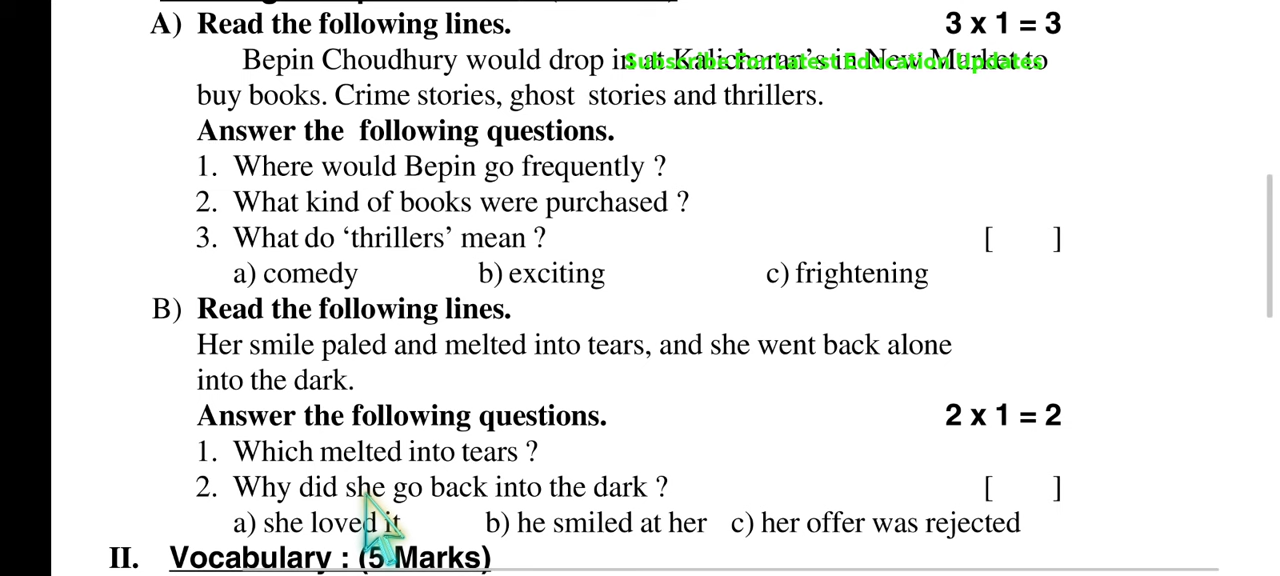 A) Read the following lines. 3 x 1 = 3
Bepin Choudhury would drop in at Kalicharan's in New Market to
Subscribe For Latest Education Updates
buy books. Crime stories, ghost stories and thrillers.
Answer the following questions.
1. Where would Bepin go frequently ?
2. What kind of books were purchased ?
3. What do ‘thrillers’ mean ? [ ]
a) comedy b) exciting c) frightening
B) Read the following lines.
Her smile paled and melted into tears, and she went back alone
into the dark.
Answer the following questions. 2 x 1 = 2
1. Which melted into tears ?
2. Why did she go back into the dark ? [ ]
a) she loved it b) he smiled at her c) her offer was rejected
II. Vocabulary : (5 Marks)